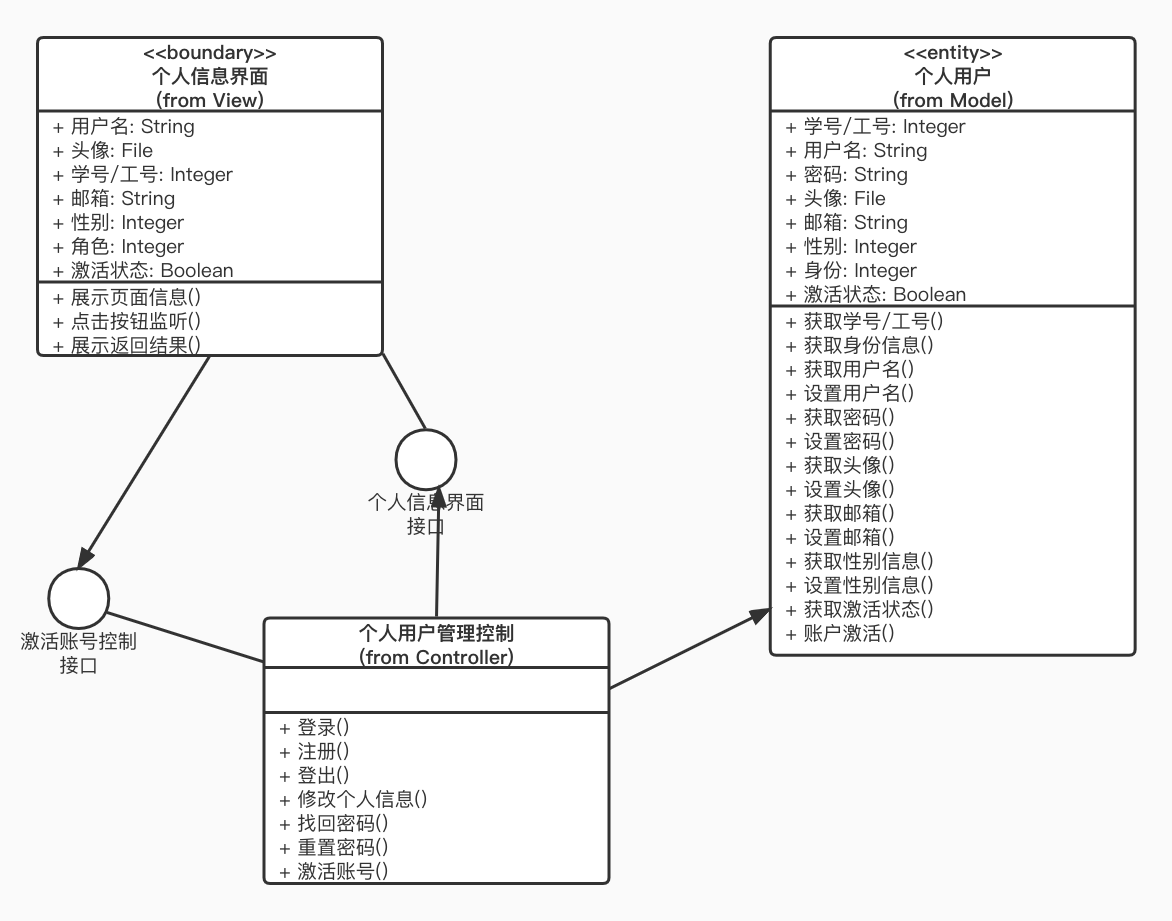 <<boundary>>
个人信息界面
(from View)
+ 用户名: String
+ 头像: File
+ 学号/工号: Integer
+ 邮箱: String
+ 性别: Integer
+ 角色: Integer
+ 激活状态: Boolean
+ 展示页面信息()
+ 点击按钮监听()
+ 展示返回结果()
<<entity>>
个人用户
(from Model)
+ 学号/工号: Integer
+ 用户名: String
+ 密码: String
+ 头像: File
+ 邮箱: String
+ 性别: Integer
+ 身份: Integer
+ 激活状态: Boolean
+ 获取学号/工号()
+ 获取身份信息()
+ 获取用户名()
+ 设置用户名()
+ 获取密码()
+ 设置密码()
+ 获取头像()
+ 设置头像()
+ 获取邮箱()
+ 设置邮箱()
+ 获取性别信息()
+ 设置性别信息()
+ 获取激活状态()
+ 账户激活()
个人信息界面
接口
激活账号控制
接口
个人用户管理控制
(from Controller)
+ 登录()
+ 注册()
+ 登出()
+ 修改个人信息()
+ 找回密码()
+ 重置密码()
+ 激活账号()